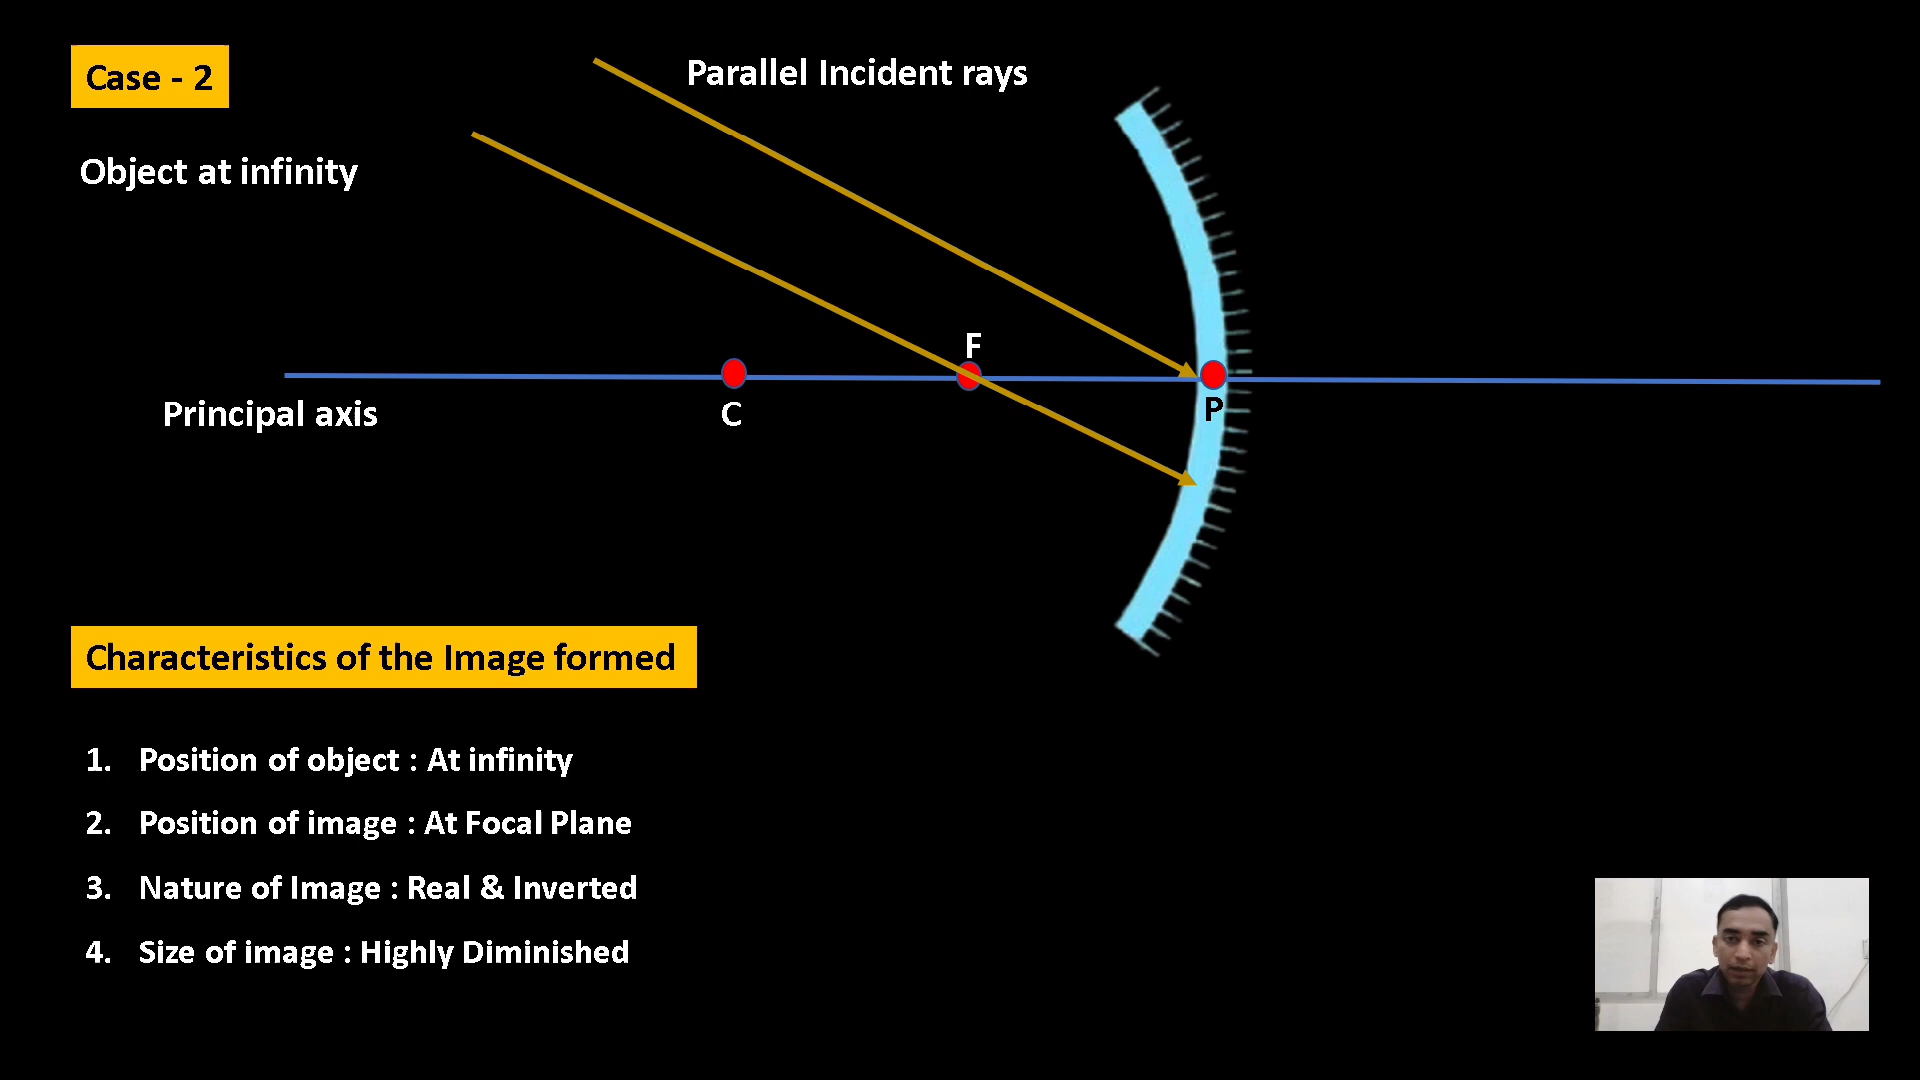 Case - 2
Parallel Incident rays
Object at infinity
F
Principal axis
C
P
Characteristics of the Image formed
1. Position of object : At infinity
2. Position of image : At Focal Plane
3. Nature of Image : Real & Inverted
4. Size of image : Highly Diminished